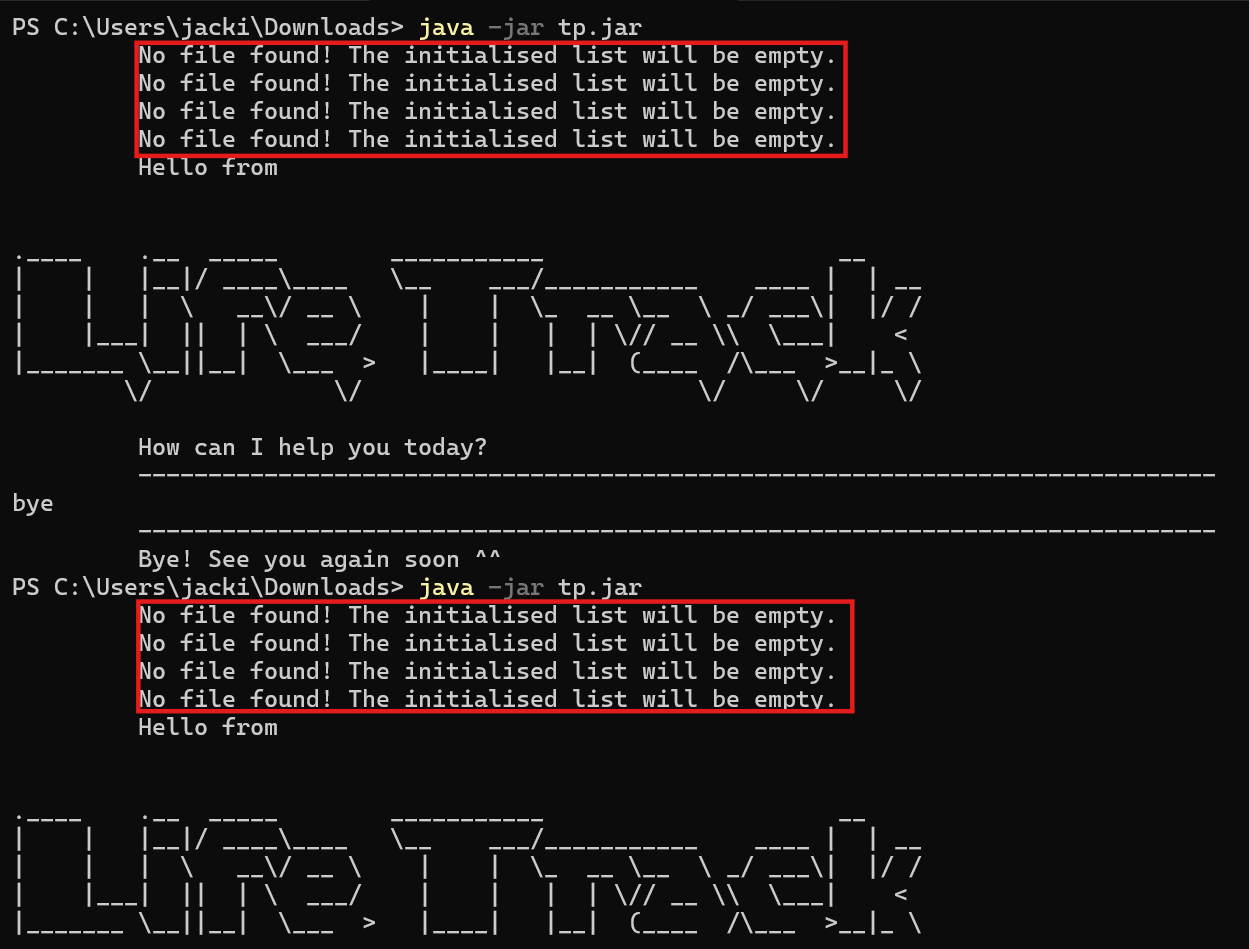 PS C:\Users\jacki\Downloads> java -jar tp.jar
No file found! The initialised list will be empty.
No file found! The initialised list will be empty.
No file found! The initialised list will be empty.
No file found! The initialised list will be empty.
Hello from
Life Track
How can I help you today?
-----------------------------------------------------------------------------
bye
-----------------------------------------------------------------------------
Bye! See you again soon ^^
PS C:\Users\jacki\Downloads> java -jar tp.jar
No file found! The initialised list will be empty.
No file found! The initialised list will be empty.
No file found! The initialised list will be empty.
No file found! The initialised list will be empty.
Hello from
Life Track